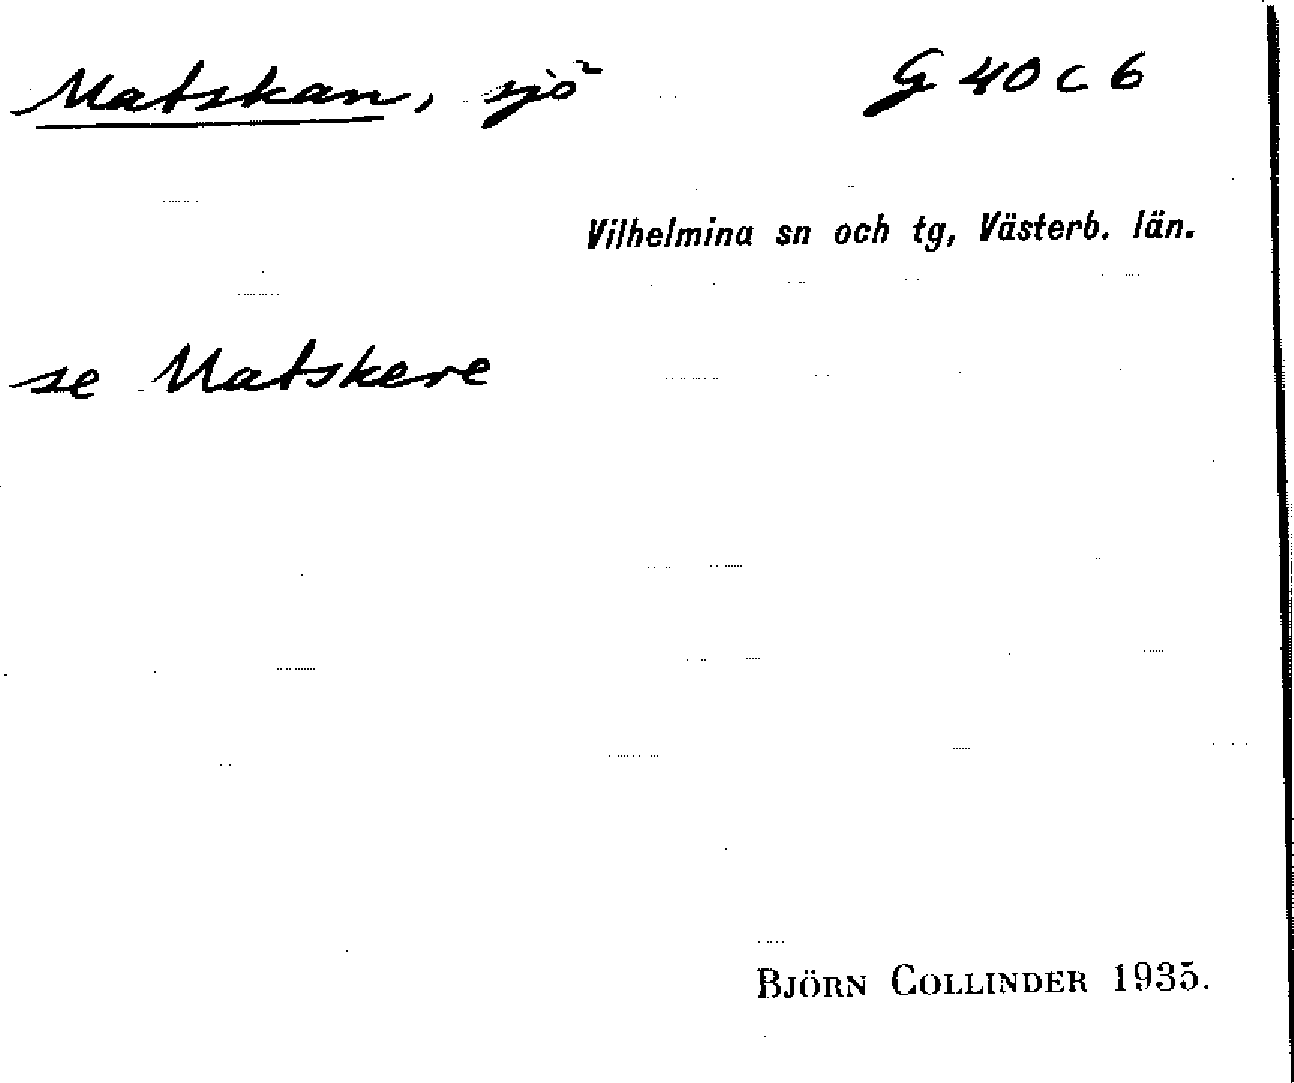 Matskan, sjö G 40 c 6
Vilhelmina sn och tg, Västerb. län.
se Matskere
BJÖRN COLLINDER 1935.